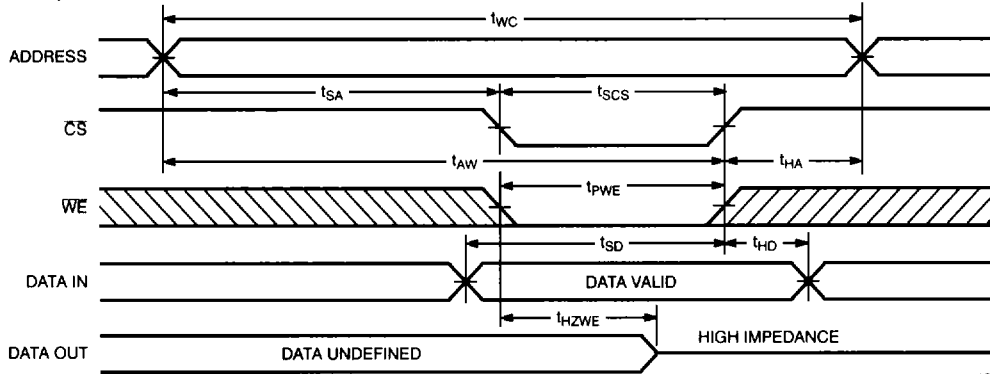 tWC
ADDRESS
tSA tSCS
CS
tAW tHA
tPWE
WE
tSD tHD
DATA IN DATA VALID
tHZWE
HIGH IMPEDANCE
DATA OUT DATA UNDEFINED